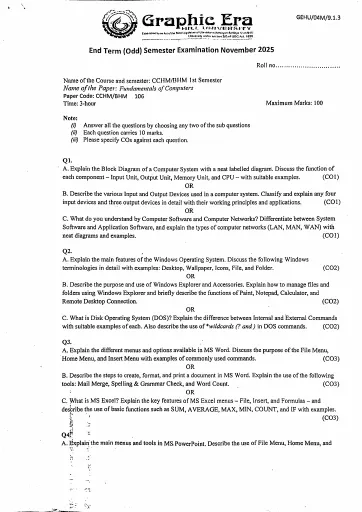 GEHU/04M/9.1.3
Graphic Era
HILL UNIVERSITY
End Term (Odd) Semester Examination November 2025
Roll no..............................
Name of the Course and semester: CCHM/BHM 1st Semester
Name of the Paper: Fundamentals of Computers
Paper Code: CCHM/BHM 106
Time: 3-hour
Maximum Marks: 100
Note:
(i) Answer all the questions by choosing any two of the sub questions
(ii) Each question carries 10 marks.
(iii) Please specify COs against each question.
Q1.
A. Explain the Block Diagram of a Computer System with a neat labelled diagram. Discuss the function of
each component – Input Unit, Output Unit, Memory Unit, and CPU – with suitable examples. (CO1)
OR
B. Describe the various Input and Output Devices used in a computer system. Classify and explain any four
input devices and three output devices in detail with their working principles and applications. (CO1)
OR
C. What do you understand by Computer Software and Computer Networks? Differentiate between System
Software and Application Software, and explain the types of computer networks (LAN, MAN, WAN) with
neat diagrams and examples. (CO1)
Q2.
A. Explain the main features of the Windows Operating System. Discuss the following Windows
terminologies in detail with examples: Desktop, Wallpaper, Icons, File, and Folder. (CO2)
OR
B. Describe the purpose and use of Windows Explorer and Accessories. Explain how to manage files and
folders using Windows Explorer and briefly describe the functions of Paint, Notepad, Calculator, and
Remote Desktop Connection. (CO2)
OR
C. What is Disk Operating System (DOS)? Explain the difference between Internal and External Commands
with suitable examples of each. Also describe the use of *wildcards (? and ) in DOS commands. (CO2)
Q3.
A. Explain the different menus and options available in MS Word. Discuss the purpose of the File Menu,
Home Menu, and Insert Menu with examples of commonly used commands. (CO3)
OR
B. Describe the steps to create, format, and print a document in MS Word. Explain the use of the following
tools: Mail Merge, Spelling & Grammar Check, and Word Count. (CO3)
OR
C. What is MS Excel? Explain the key features of MS Excel menus – File, Insert, and Formulas – and
describe the use of basic functions such as SUM, AVERAGE, MAX, MIN, COUNT, and IF with examples.
(CO3)
Q4.
A. Explain the main menus and tools in MS PowerPoint. Describe the use of File Menu, Home Menu, and